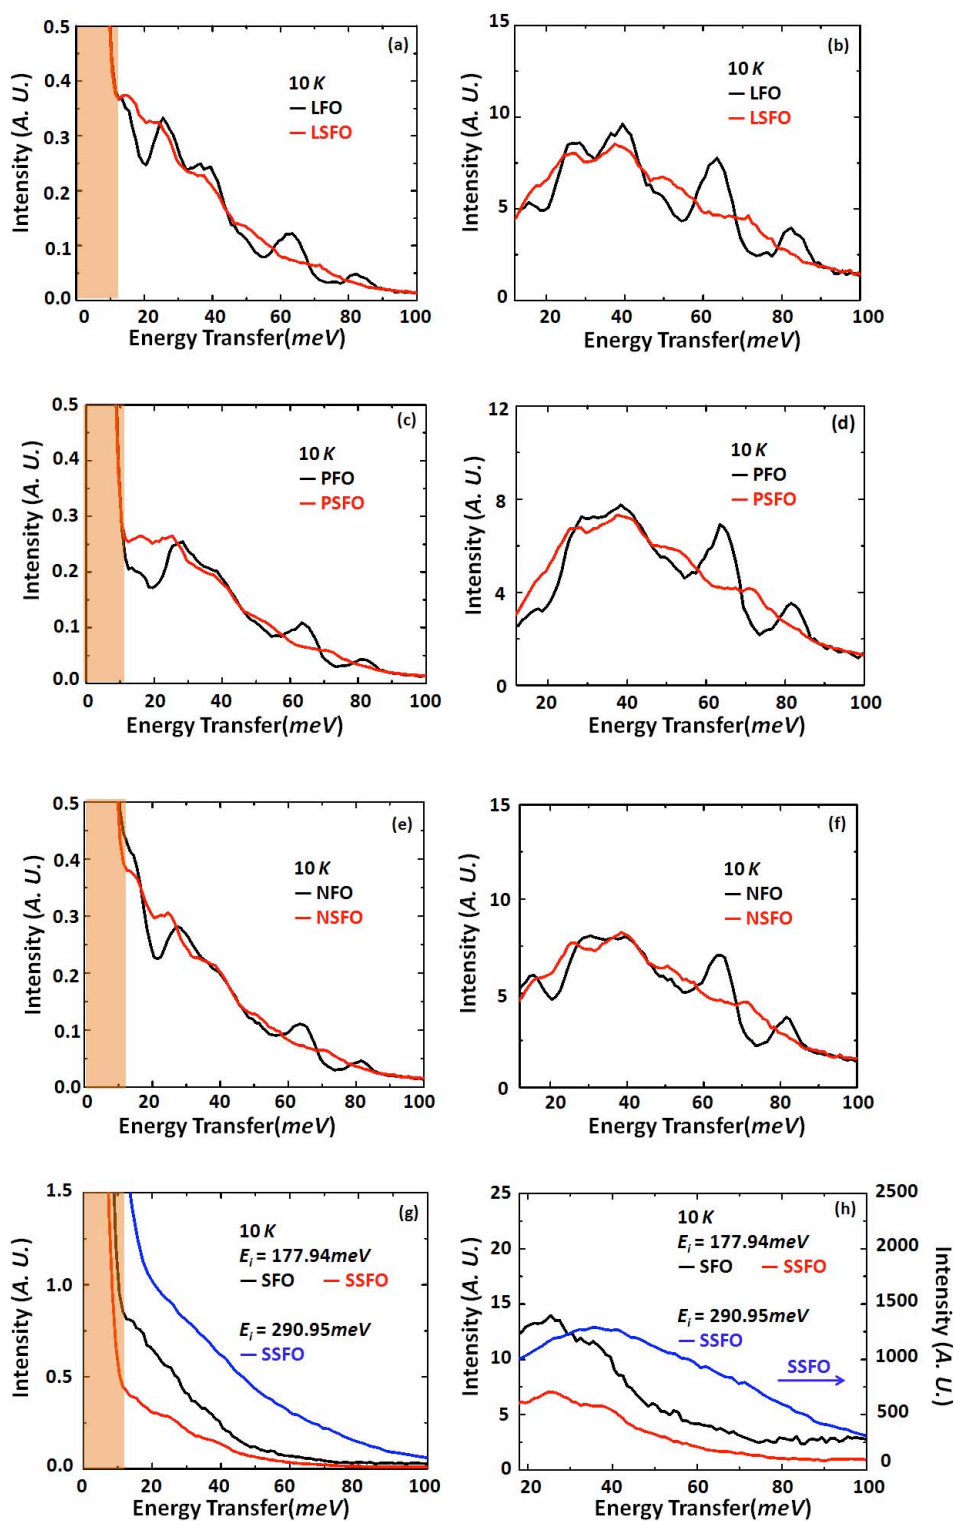 0.5
0.4
0.3
0.2
0.1
0.0
Intensity (A. U.)
(a)
10 K
LFO
LSFO
0 20 40 60 80 100
Energy Transfer(meV)
15
10
5
0
Intensity (A. U.)
(b)
10 K
LFO
LSFO
20 40 60 80 100
Energy Transfer(meV)
0.5
0.4
0.3
0.2
0.1
0.0
Intensity (A. U.)
(c)
10 K
PFO
PSFO
0 20 40 60 80 100
Energy Transfer(meV)
12
8
4
0
Intensity (A. U.)
(d)
10 K
PFO
PSFO
20 40 60 80 100
Energy Transfer(meV)
0.5
0.4
0.3
0.2
0.1
0.0
Intensity (A. U.)
(e)
10 K
NFO
NSFO
0 20 40 60 80 100
Energy Transfer(meV)
15
10
5
0
Intensity (A. U.)
(f)
10 K
NFO
NSFO
20 40 60 80 100
Energy Transfer(meV)
1.5
1.0
0.5
0.0
Intensity (A. U.)
(g)
10 K
Ei = 177.94meV
SFO SSFO
Ei = 290.95meV
SSFO
0 20 40 60 80 100
Energy Transfer(meV)
25
20
15
10
5
0
Intensity (A. U.)
(h)
10 K
Ei = 177.94meV
SFO SSFO
Ei = 290.95meV
SSFO
SSFO
2500
2000
1500
1000
500
0
Intensity (A. U.)
20 40 60 80 100
Energy Transfer(meV)